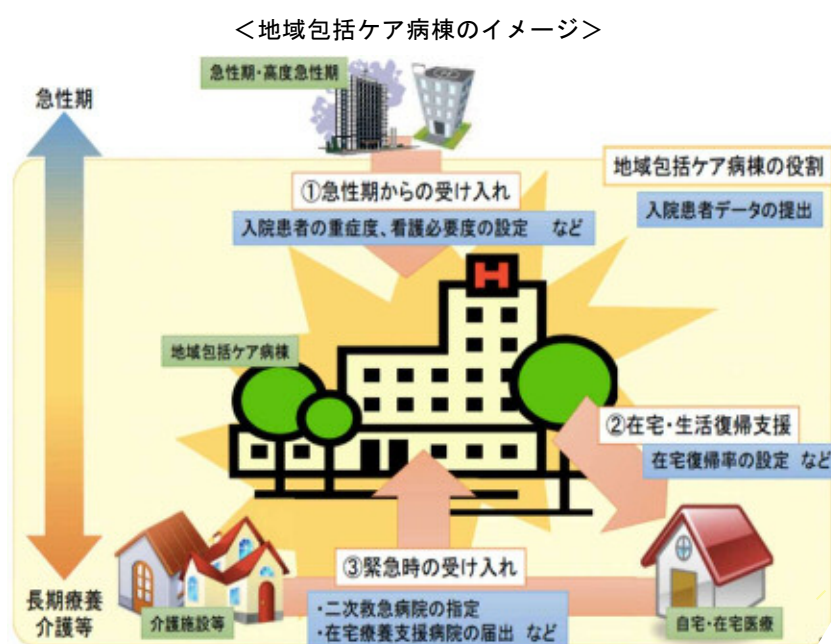 ＜地域包括ケア病棟のイメージ＞
急性期・高度急性期
急性期
地域包括ケア病棟の役割
①急性期からの受け入れ
入院患者データの提出
入院患者の重症度、看護必要度の設定　など
H
地域包括ケア病棟
②在宅・生活復帰支援
在宅復帰率の設定　など
③緊急時の受け入れ
長期療養
介護等
介護施設等
・二次救急病院の指定
・在宅療養支援病院の届出　など
自宅・在宅医療